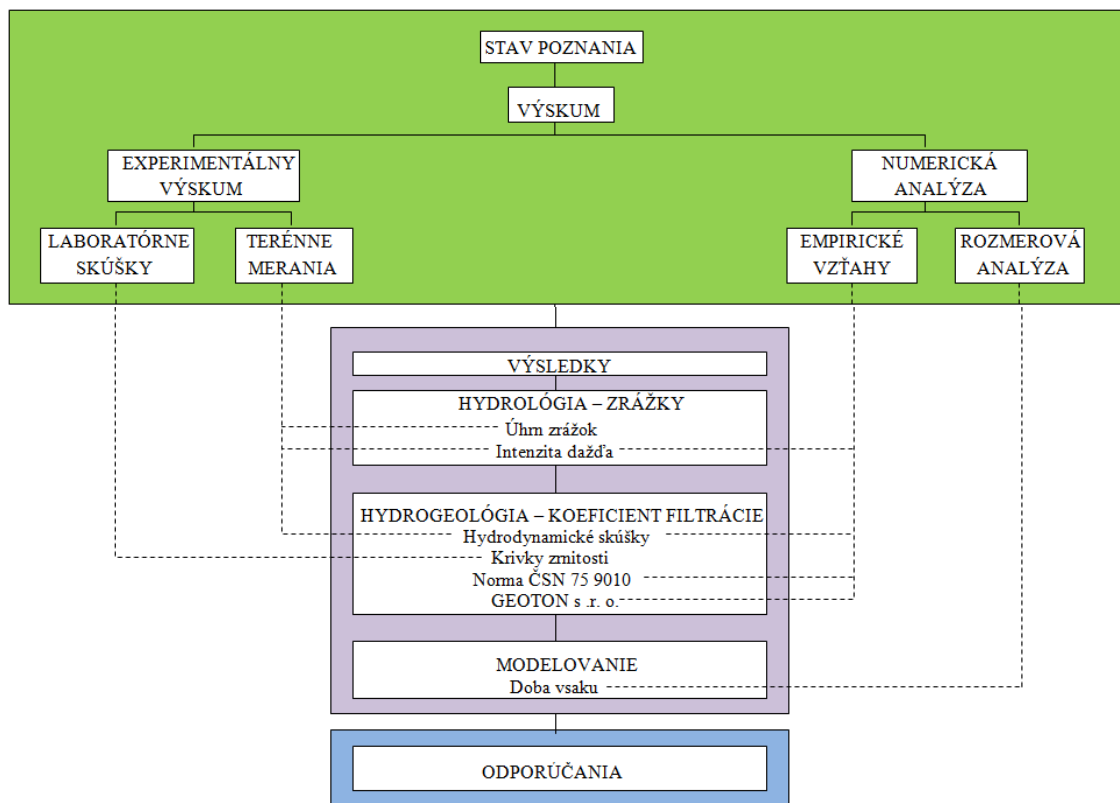 STAV POZNANIA
VÝSKUM
EXPERIMENTÁLNY
VÝSKUM
NUMERICKÁ
ANALÝZA
LABORATÓRNE
SKÚŠKY
TERÉNNE
MERANIA
EMPIRICKÉ
VZŤAHY
ROZMEROVÁ
ANALÝZA
VÝSLEDKY
HYDROLÓGIA – ZRÁŽKY
Úhrn zrážok
Intenzita dažďa
HYDROGEOLÓGIA – KOEFICIENT FILTRÁCIE
Hydrodynamické skúšky
Krivky zrnitosti
Norma ČSN 75 9010
GEOTON s .r. o.
MODELOVANIE
Doba vsaku
ODPORÚČANIA